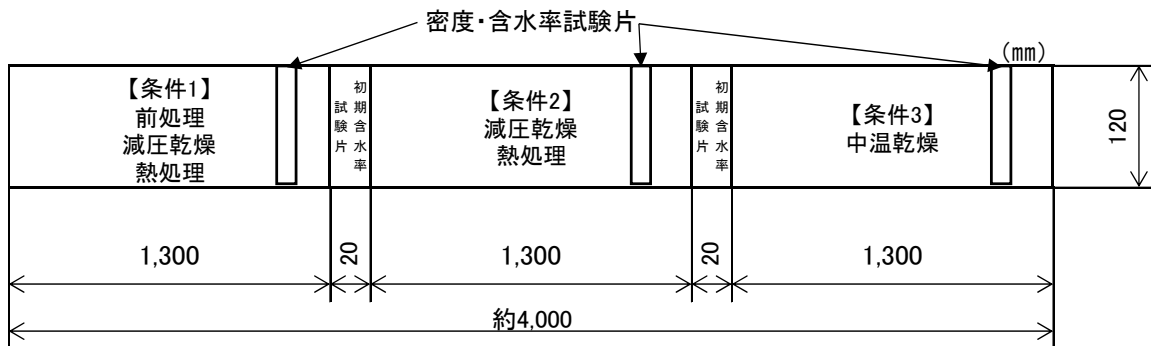 密度・含水率試験片
(mm)
【条件1】
前処理
減圧乾燥
熱処理
初期含水率
試験片
【条件2】
減圧乾燥
熱処理
初期含水率
試験片
【条件3】
中温乾燥
120
1,300
20
1,300
20
1,300
約4,000